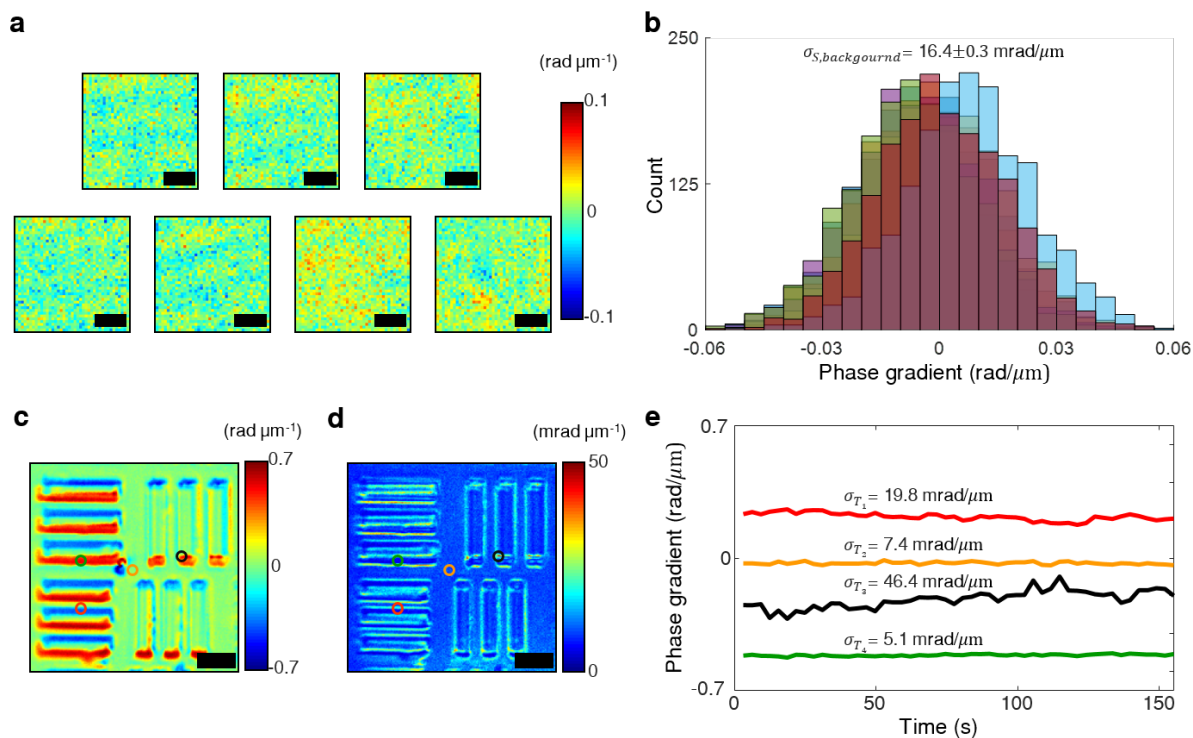 a
(rad µm⁻¹)
0.1
0
-0.1
b
σS,backgournd= 16.4±0.3 mrad/µm
250
125
0
Count
-0.06
-0.03
0
0.03
0.06
Phase gradient (rad/µm)
c
(rad µm⁻¹)
0.7
0
-0.7
d
(mrad µm⁻¹)
50
0
e
0.7
0
-0.7
Phase gradient (rad/µm)
σT₁= 19.8 mrad/µm
σT₂= 7.4 mrad/µm
σT₃= 46.4 mrad/µm
σT₄= 5.1 mrad/µm
0
50
100
150
Time (s)